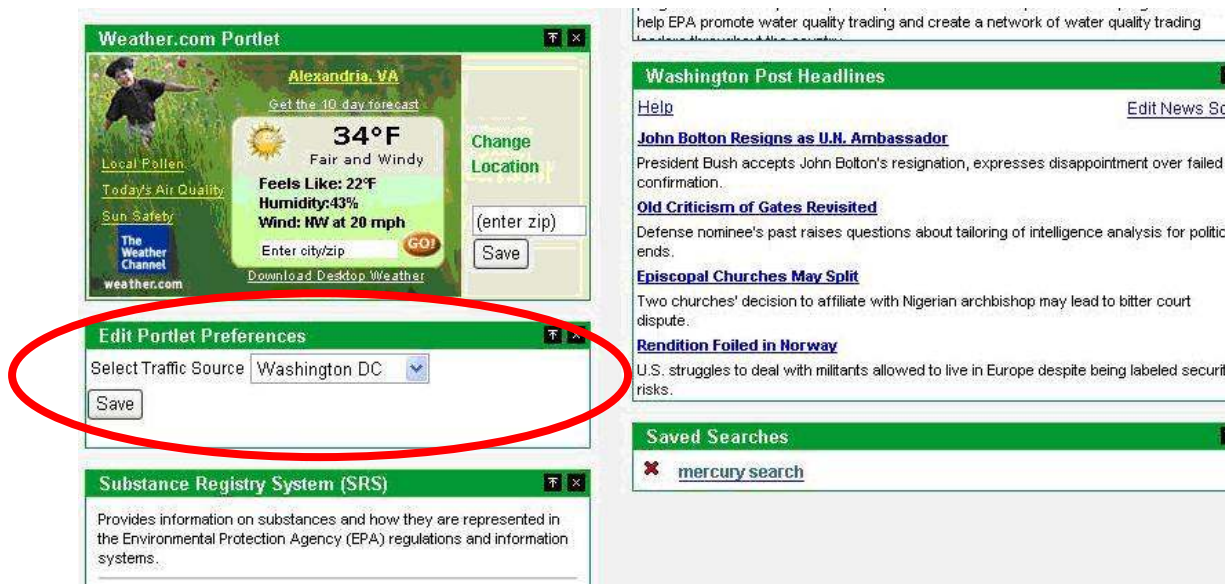 Weather.com Portlet
Alexandria, VA
Get the 10 day forecast
34°F
Fair and Windy
Local Pollen
Today's Air Quality
Sun Safety
Feels Like: 22°F
Humidity:43%
Wind: NW at 20 mph
Enter city/zip
GO!
The
Weather
Channel
weather.com
Download Desktop Weather
Change
Location
(enter zip)
Save
Edit Portlet Preferences
Select Traffic Source Washington DC
Save
Substance Registry System (SRS)
Provides information on substances and how they are represented in
the Environmental Protection Agency (EPA) regulations and information
systems.
help EPA promote water quality trading and create a network of water quality trading
Washington Post Headlines
Help
Edit News So
John Bolton Resigns as U.N. Ambassador
President Bush accepts John Bolton's resignation, expresses disappointment over failed
confirmation.
Old Criticism of Gates Revisited
Defense nominee's past raises questions about tailoring of intelligence analysis for politic
ends.
Episcopal Churches May Split
Two churches' decision to affiliate with Nigerian archbishop may lead to bitter court
dispute.
Rendition Foiled in Norway
U.S. struggles to deal with militants allowed to live in Europe despite being labeled securit
risks.
Saved Searches
mercury search